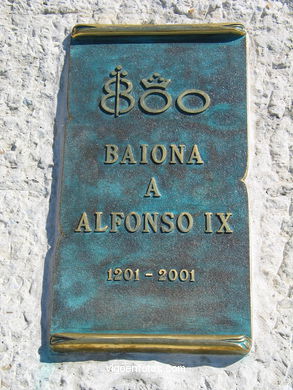 800
BAIONA
A
ALFONSO IX
1201 - 2001
vigoenfotos.com